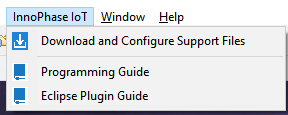 InnoPhase IoT Window Help
Download and Configure Support Files
Programming Guide
Eclipse Plugin Guide